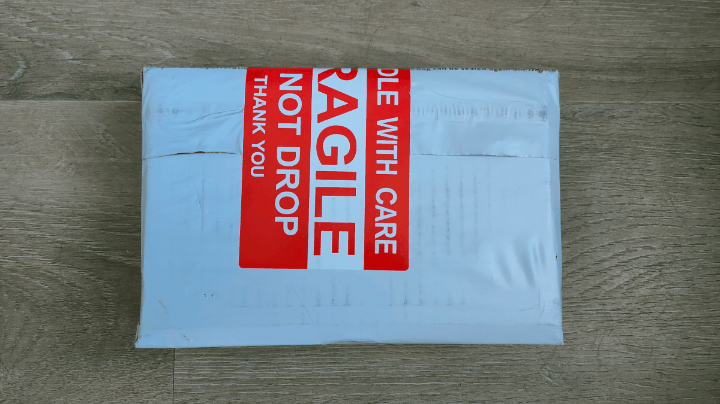 DLE WITH CARE
RAGILE
NOT DROP
THANK YOU